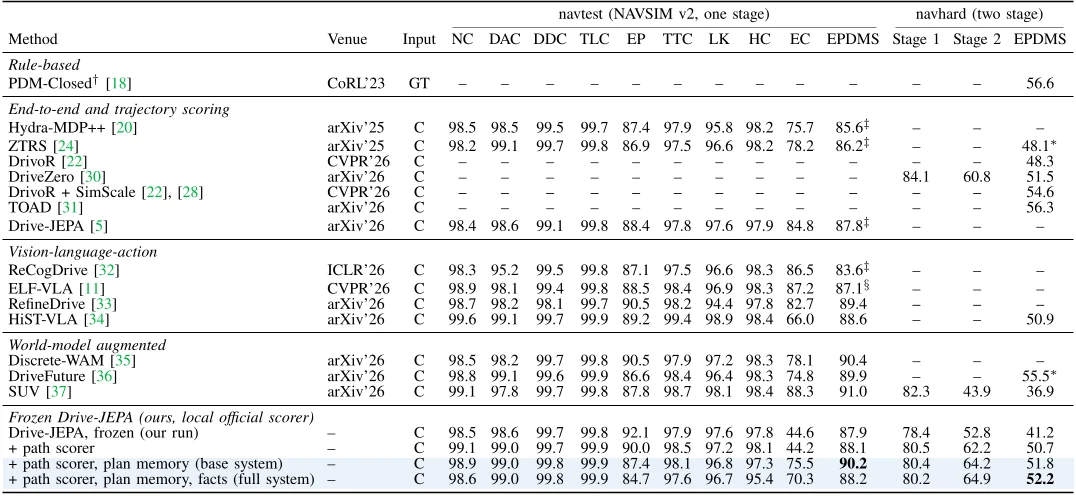 navtest (NAVSIM v2, one stage) navhard (two stage)
Method Venue Input NC DAC DDC TLC EP TTC LK HC EC EPDMS Stage 1 Stage 2 EPDMS
Rule-based
PDM-Closed† [18] CoRL'23 GT – – – – – – – – – – – – 56.6
End-to-end and trajectory scoring
Hydra-MDP++ [20] arXiv'25 C 98.5 98.5 99.5 99.7 87.4 97.9 95.8 98.2 75.7 85.6‡ – – –
ZTRS [24] arXiv'25 C 98.2 99.1 99.7 99.8 86.9 97.5 96.6 98.2 78.2 86.2‡ – – 48.1*
DrivoR [22] CVPR'26 C – – – – – – – – – – – – 48.3
DriveZero [30] arXiv'26 C – – – – – – – – – – 84.1 60.8 51.5
DrivoR + SimScale [22], [28] CVPR'26 C – – – – – – – – – – – – 54.6
TOAD [31] arXiv'26 C – – – – – – – – – – – – 56.3
Drive-JEPA [5] arXiv'26 C 98.4 98.6 99.1 99.8 88.4 97.8 97.6 97.9 84.8 87.8‡ – – –
Vision-language-action
ReCogDrive [32] ICLR'26 C 98.3 95.2 99.5 99.8 87.1 97.5 96.6 98.3 86.5 83.6‡ – – –
ELF-VLA [11] CVPR'26 C 98.9 98.1 99.4 99.8 88.5 98.4 96.9 98.3 87.2 87.1§ – – –
RefineDrive [33] arXiv'26 C 98.7 98.2 98.1 99.7 90.5 98.2 94.4 97.8 82.7 89.4 – – –
HiST-VLA [34] arXiv'26 C 99.6 99.1 99.7 99.9 89.2 99.4 98.9 98.4 66.0 88.6 – – 50.9
World-model augmented
Discrete-WAM [35] arXiv'26 C 98.5 98.2 99.7 99.8 90.5 97.9 97.2 98.3 78.1 90.4 – – –
DriveFuture [36] arXiv'26 C 98.8 99.1 99.6 99.9 86.6 98.4 96.4 98.3 74.8 89.9 – – 55.5*
SUV [37] arXiv'26 C 99.1 97.8 99.7 99.8 87.8 98.7 98.1 98.4 88.3 91.0 82.3 43.9 36.9
Frozen Drive-JEPA (ours, local official scorer)
Drive-JEPA, frozen (our run) – C 98.5 98.6 99.7 99.8 92.1 97.9 97.6 97.8 44.6 87.9 78.4 52.8 41.2
+ path scorer – C 99.1 99.0 99.7 99.9 90.0 98.5 97.2 98.1 44.2 88.1 80.5 62.2 50.7
+ path scorer, plan memory (base system) – C 98.9 99.0 99.8 99.9 87.4 98.1 96.8 97.3 75.5 90.2 80.4 64.2 51.8
+ path scorer, plan memory, facts (full system) – C 98.6 99.0 99.8 99.9 84.7 97.6 96.7 95.4 70.3 88.2 80.2 64.9 52.2